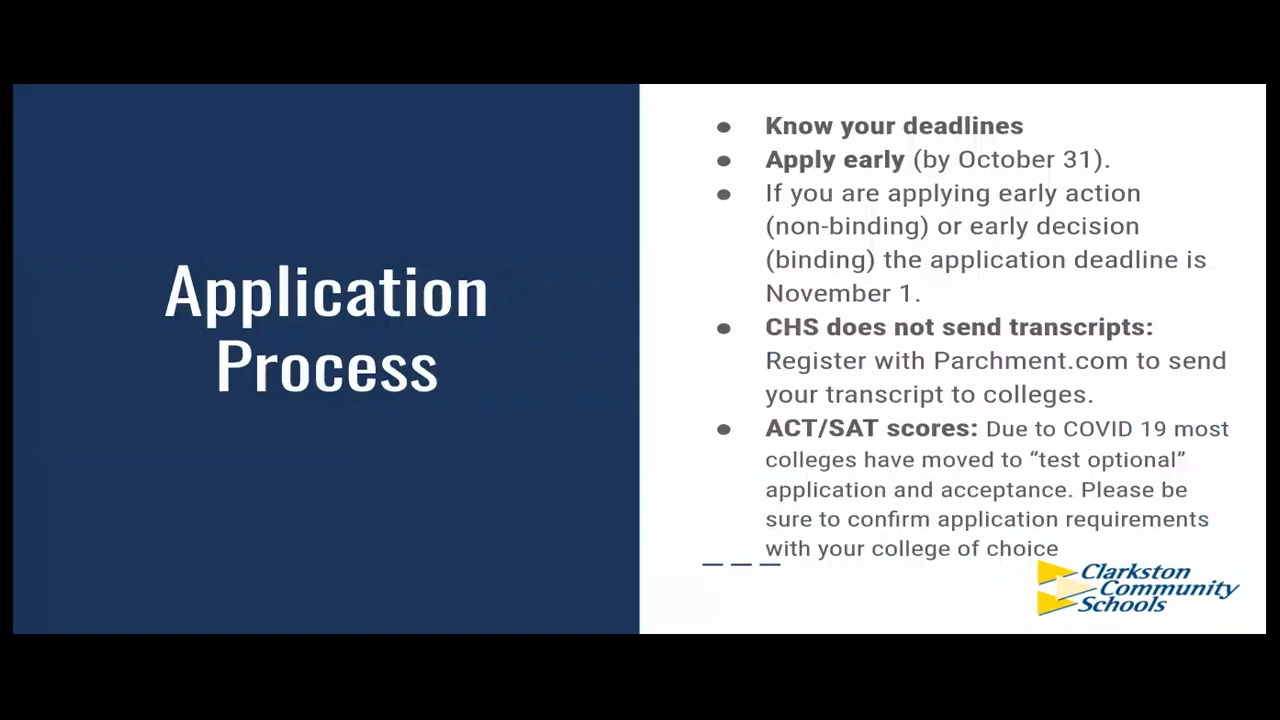 Application
Process
● Know your deadlines
● Apply early (by October 31).
● If you are applying early action
(non-binding) or early decision
(binding) the application deadline is
November 1.
● CHS does not send transcripts:
Register with Parchment.com to send
your transcript to colleges.
● ACT/SAT scores: Due to COVID 19 most
colleges have moved to “test optional”
application and acceptance. Please be
sure to confirm application requirements
with your college of choice
Clarkston
Community
Schools